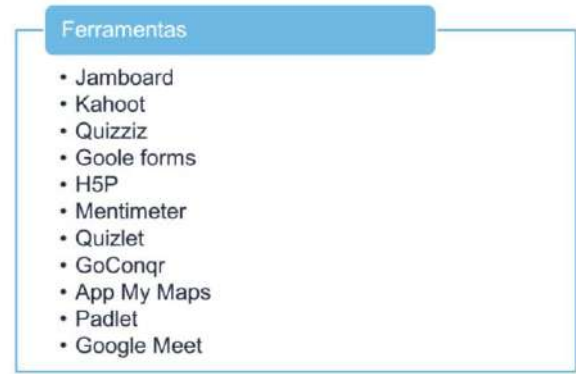 Ferramentas
• Jamboard
• Kahoot
• Quizziz
• Goole forms
• H5P
• Mentimeter
• Quizlet
• GoConqr
• App My Maps
• Padlet
• Google Meet